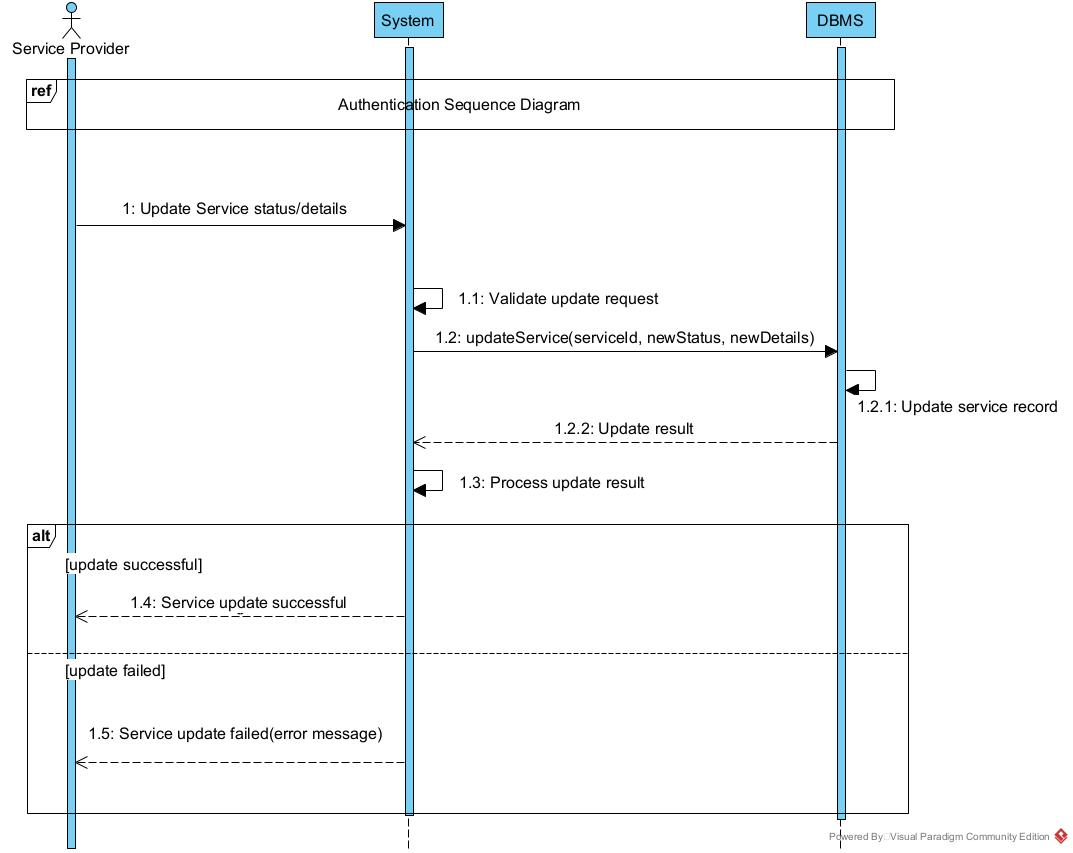 Service Provider
System
DBMS
ref
Authentication Sequence Diagram
1: Update Service status/details
1.1: Validate update request
1.2: updateService(serviceId, newStatus, newDetails)
1.2.1: Update service record
1.2.2: Update result
1.3: Process update result
alt
[update successful]
1.4: Service update successful
[update failed]
1.5: Service update failed(error message)
Powered By Visual Paradigm Community Edition